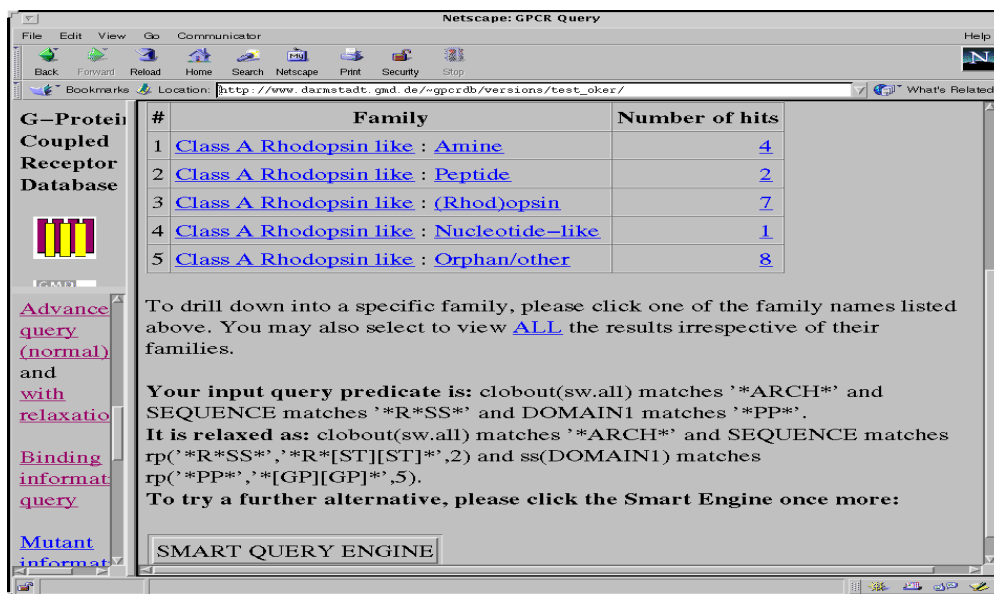 Netscape: GPCR Query
File Edit View Go Communicator Help
Back Forward Reload Home Search Netscape Print Security Stop
My
N
Bookmarks Location: http://www.darmstadt.gmd.de/~gpcrdb/versions/test_oker/ What's Related
G-Protein
Coupled
Receptor
Database
Advance
query
(normal)
and
with
relaxatio
Binding
informat
query
Mutant
informat
# Family Number of hits
1 Class A Rhodopsin like : Amine 4
2 Class A Rhodopsin like : Peptide 2
3 Class A Rhodopsin like : (Rhod)opsin 7
4 Class A Rhodopsin like : Nucleotide-like 1
5 Class A Rhodopsin like : Orphan/other 8
To drill down into a specific family, please click one of the family names listed
above. You may also select to view ALL the results irrespective of their
families.
Your input query predicate is: clobout(sw.all) matches '*ARCH*' and
SEQUENCE matches '*R*SS*' and DOMAIN1 matches '*PP*'.
It is relaxed as: clobout(sw.all) matches '*ARCH*' and SEQUENCE matches
rp('*R*SS*','R*[ST][ST]*',2) and ss(DOMAIN1) matches
rp('*PP*','*[GP][GP]*',5).
To try a further alternative, please click the Smart Engine once more:
SMART QUERY ENGINE